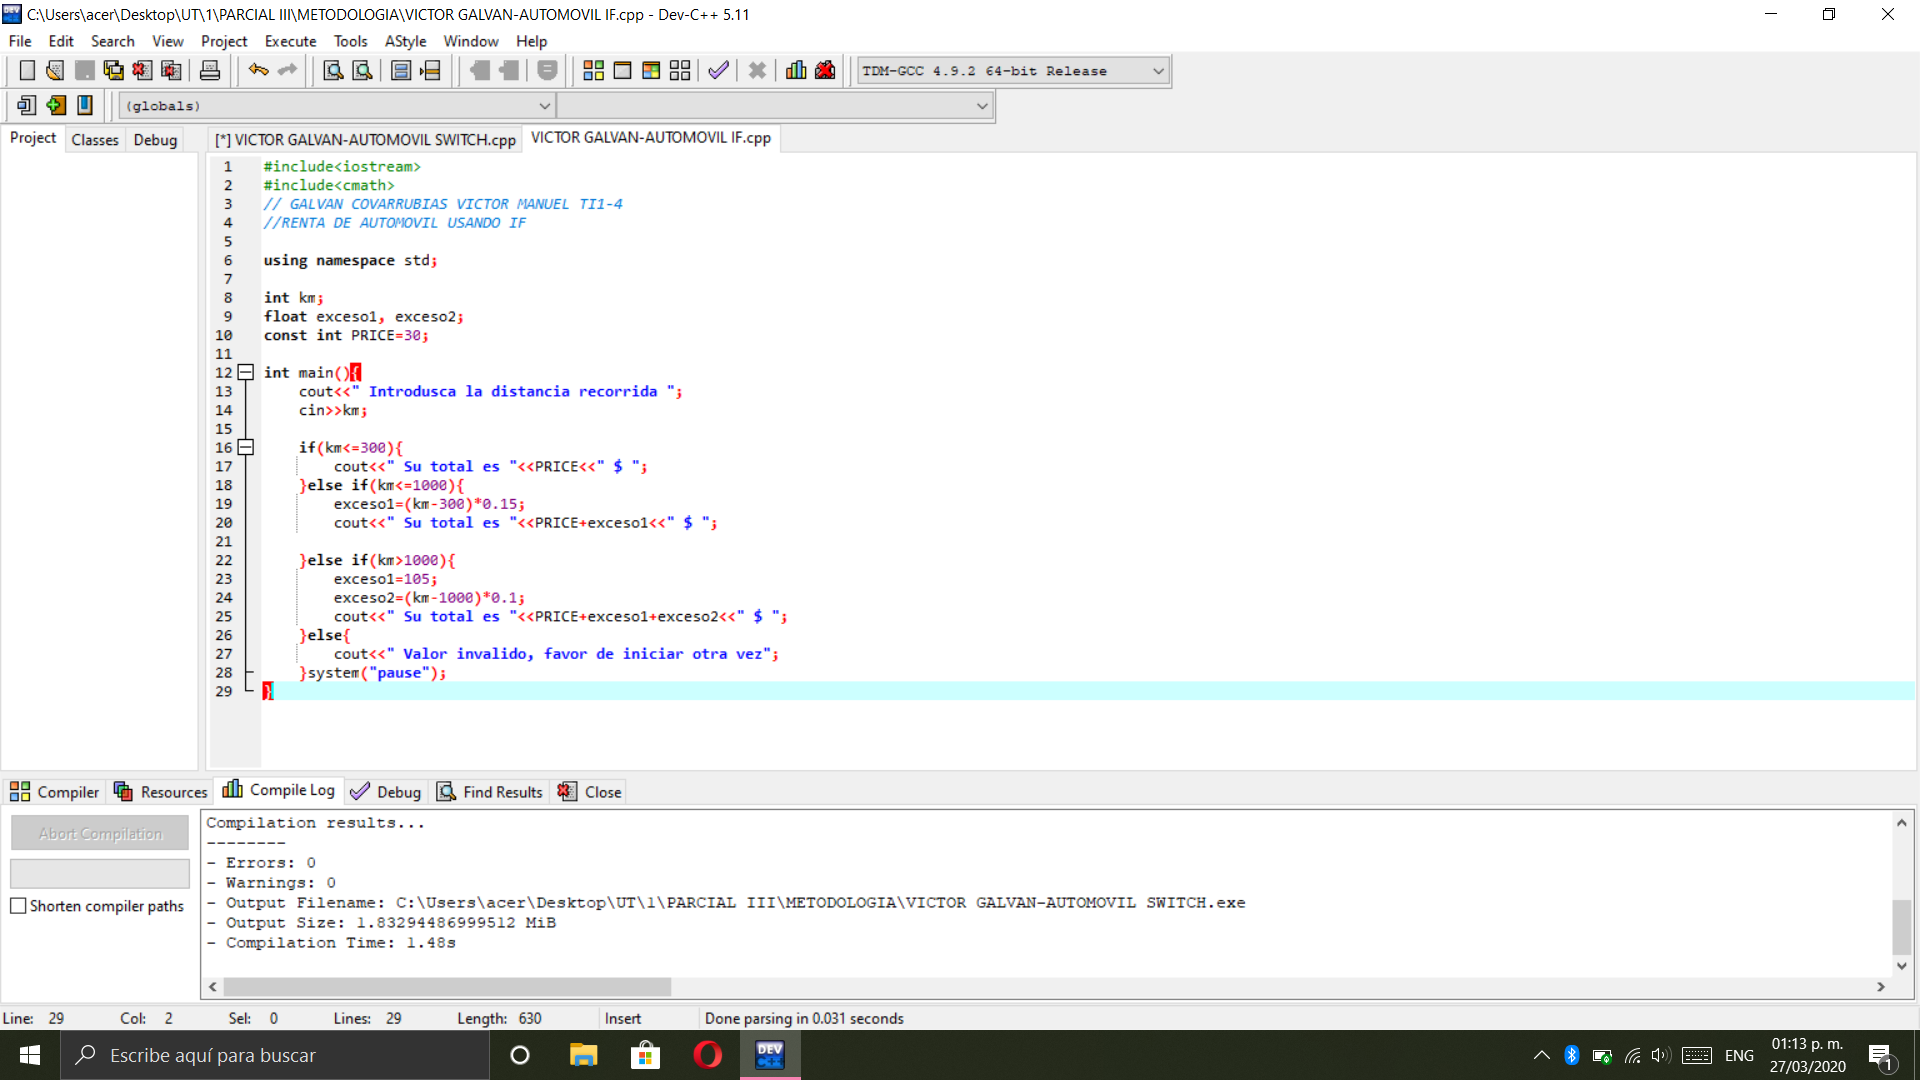 C:\Users\acer\Desktop\UT\1\PARCIAL III\METODOLOGIA\VICTOR GALVAN-AUTOMOVIL IF.cpp - Dev-C++ 5.11
File Edit Search View Project Execute Tools AStyle Window Help
TDM-GCC 4.9.2 64-bit Release
(globals)
Project Classes Debug [*] VICTOR GALVAN-AUTOMOVIL SWITCH.cpp VICTOR GALVAN-AUTOMOVIL IF.cpp
1 #include<iostream>
2 #include<cmath>
3 // GALVAN COVARRUBIAS VICTOR MANUEL TI1-4
4 //RENTA DE AUTOMOVIL USANDO IF
5
6 using namespace std;
7
8 int km;
9 float exceso1, exceso2;
10 const int PRICE=30;
11
12 int main(){
13 cout<<" Introdusca la distancia recorrida ";
14 cin>>km;
15
16 if(km<=300){
17 cout<<" Su total es "<<PRICE<<" $ ";
18 }else if(km<=1000){
19 exceso1=(km-300)*0.15;
20 cout<<" Su total es "<<PRICE+exceso1<<" $ ";
21
22 }else if(km>1000){
23 exceso1=105;
24 exceso2=(km-1000)*0.1;
25 cout<<" Su total es "<<PRICE+exceso1+exceso2<<" $ ";
26 }else{
27 cout<<" Valor invalido, favor de iniciar otra vez";
28 }system("pause");
29 }
Compiler Resources Compile Log Debug Find Results Close
Abort Compilation
Shorten compiler paths
Compilation results...
--------
- Errors: 0
- Warnings: 0
- Output Filename: C:\Users\acer\Desktop\UT\1\PARCIAL III\METODOLOGIA\VICTOR GALVAN-AUTOMOVIL SWITCH.exe
- Output Size: 1.83294486999512 MiB
- Compilation Time: 1.48s
Line: 29 Col: 2 Sel: 0 Lines: 29 Length: 630 Insert Done parsing in 0.031 seconds
Escribe aquí para buscar
DEV C++
ENG
01:13 p. m.
27/03/2020
1